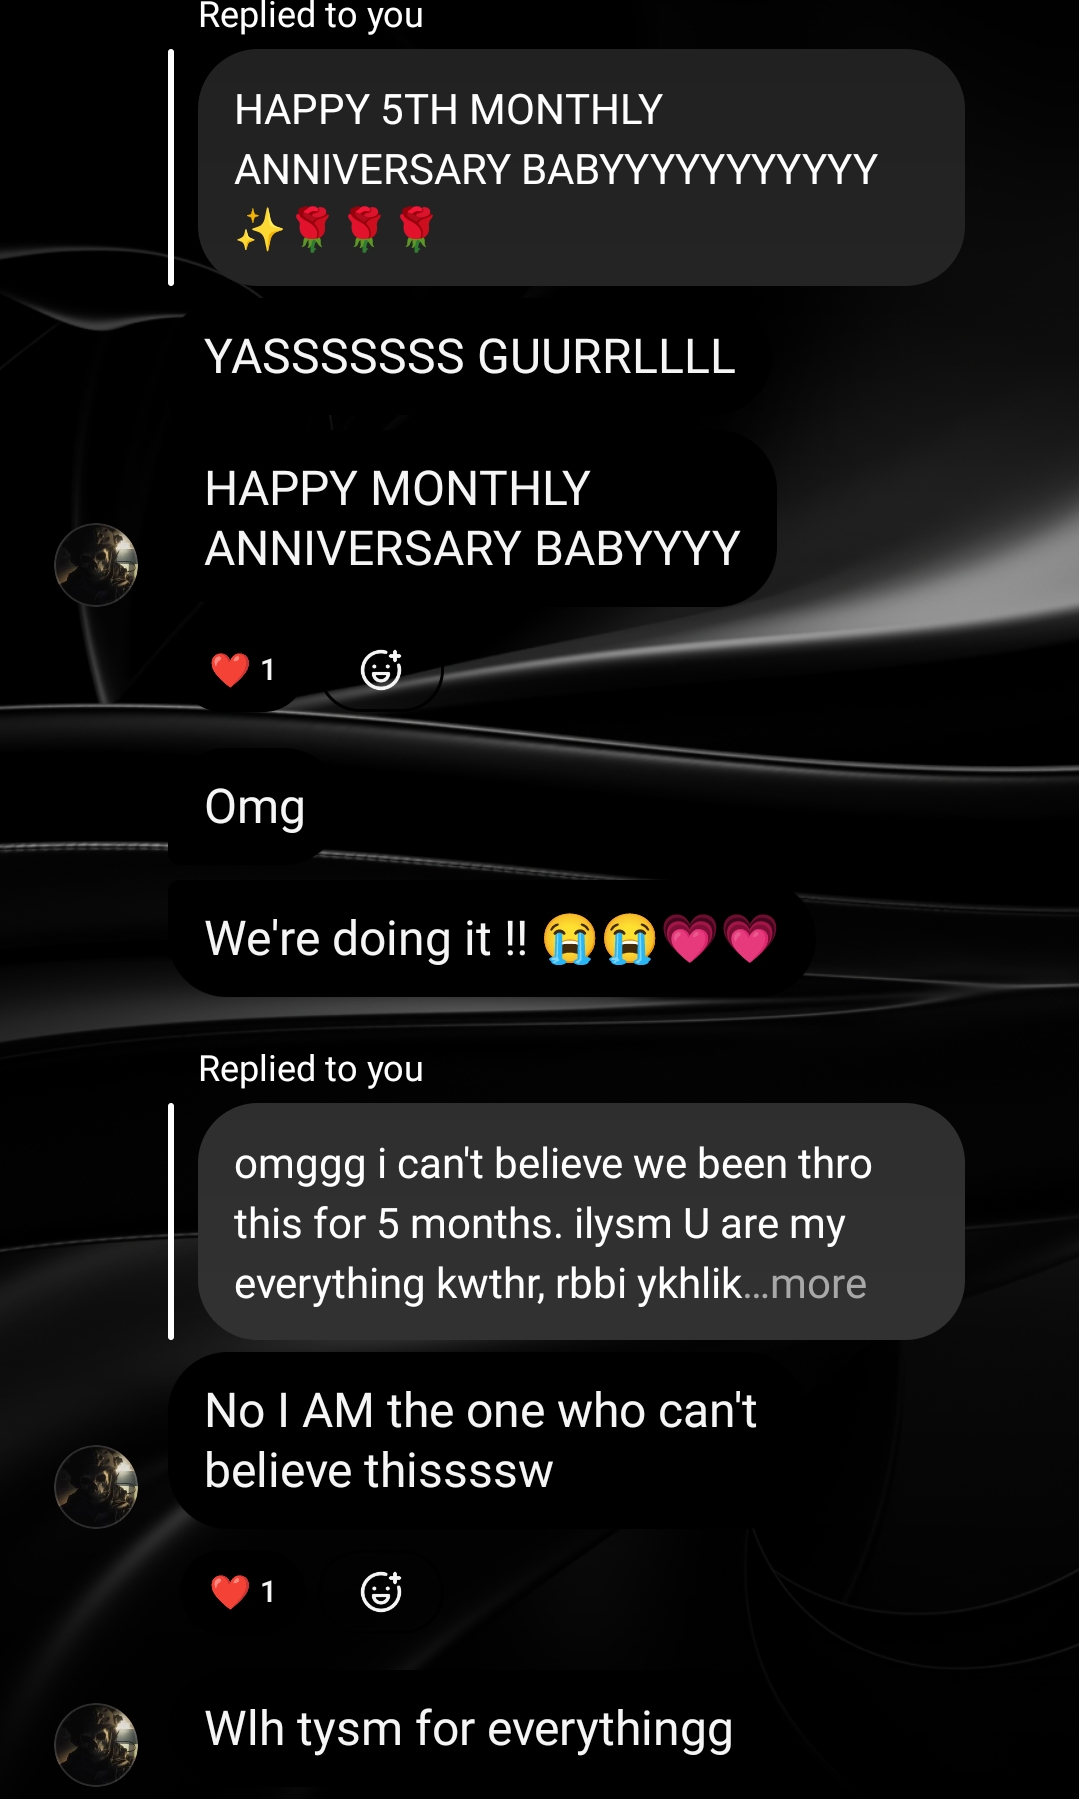 Replied to you
HAPPY 5TH MONTHLY
ANNIVERSARY BABYYYYYYYYYYY
✨🌹🌹🌹
YASSSSSSS GUURRLLLL
HAPPY MONTHLY
ANNIVERSARY BABYYYY
❤️ 1
Omg
We're doing it !! 😭😭💗💗
Replied to you
omggg i can't believe we been thro
this for 5 months. ilysm U are my
everything kwthr, rbbi ykhlik...more
No I AM the one who can't
believe thissssw
❤️ 1
Wlh tysm for everythingg